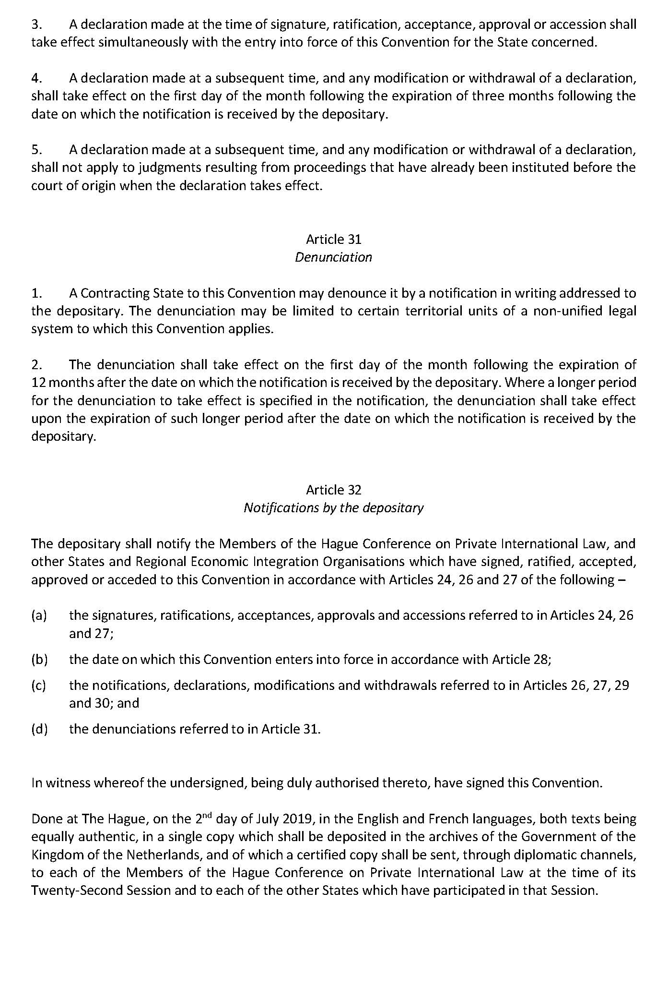 3. A declaration made at the time of signature, ratification, acceptance, approval or accession shall
take effect simultaneously with the entry into force of this Convention for the State concerned.
4. A declaration made at a subsequent time, and any modification or withdrawal of a declaration,
shall take effect on the first day of the month following the expiration of three months following the
date on which the notification is received by the depositary.
5. A declaration made at a subsequent time, and any modification or withdrawal of a declaration,
shall not apply to judgments resulting from proceedings that have already been instituted before the
court of origin when the declaration takes effect.
Article 31
Denunciation
1. A Contracting State to this Convention may denounce it by a notification in writing addressed to
the depositary. The denunciation may be limited to certain territorial units of a non-unified legal
system to which this Convention applies.
2. The denunciation shall take effect on the first day of the month following the expiration of
12 months after the date on which the notification is received by the depositary. Where a longer period
for the denunciation to take effect is specified in the notification, the denunciation shall take effect
upon the expiration of such longer period after the date on which the notification is received by the
depositary.
Article 32
Notifications by the depositary
The depositary shall notify the Members of the Hague Conference on Private International Law, and
other States and Regional Economic Integration Organisations which have signed, ratified, accepted,
approved or acceded to this Convention in accordance with Articles 24, 26 and 27 of the following –
(a) the signatures, ratifications, acceptances, approvals and accessions referred to in Articles 24, 26
and 27;
(b) the date on which this Convention enters into force in accordance with Article 28;
(c) the notifications, declarations, modifications and withdrawals referred to in Articles 26, 27, 29
and 30; and
(d) the denunciations referred to in Article 31.
In witness whereof the undersigned, being duly authorised thereto, have signed this Convention.
Done at The Hague, on the 2nd day of July 2019, in the English and French languages, both texts being
equally authentic, in a single copy which shall be deposited in the archives of the Government of the
Kingdom of the Netherlands, and of which a certified copy shall be sent, through diplomatic channels,
to each of the Members of the Hague Conference on Private International Law at the time of its
Twenty-Second Session and to each of the other States which have participated in that Session.